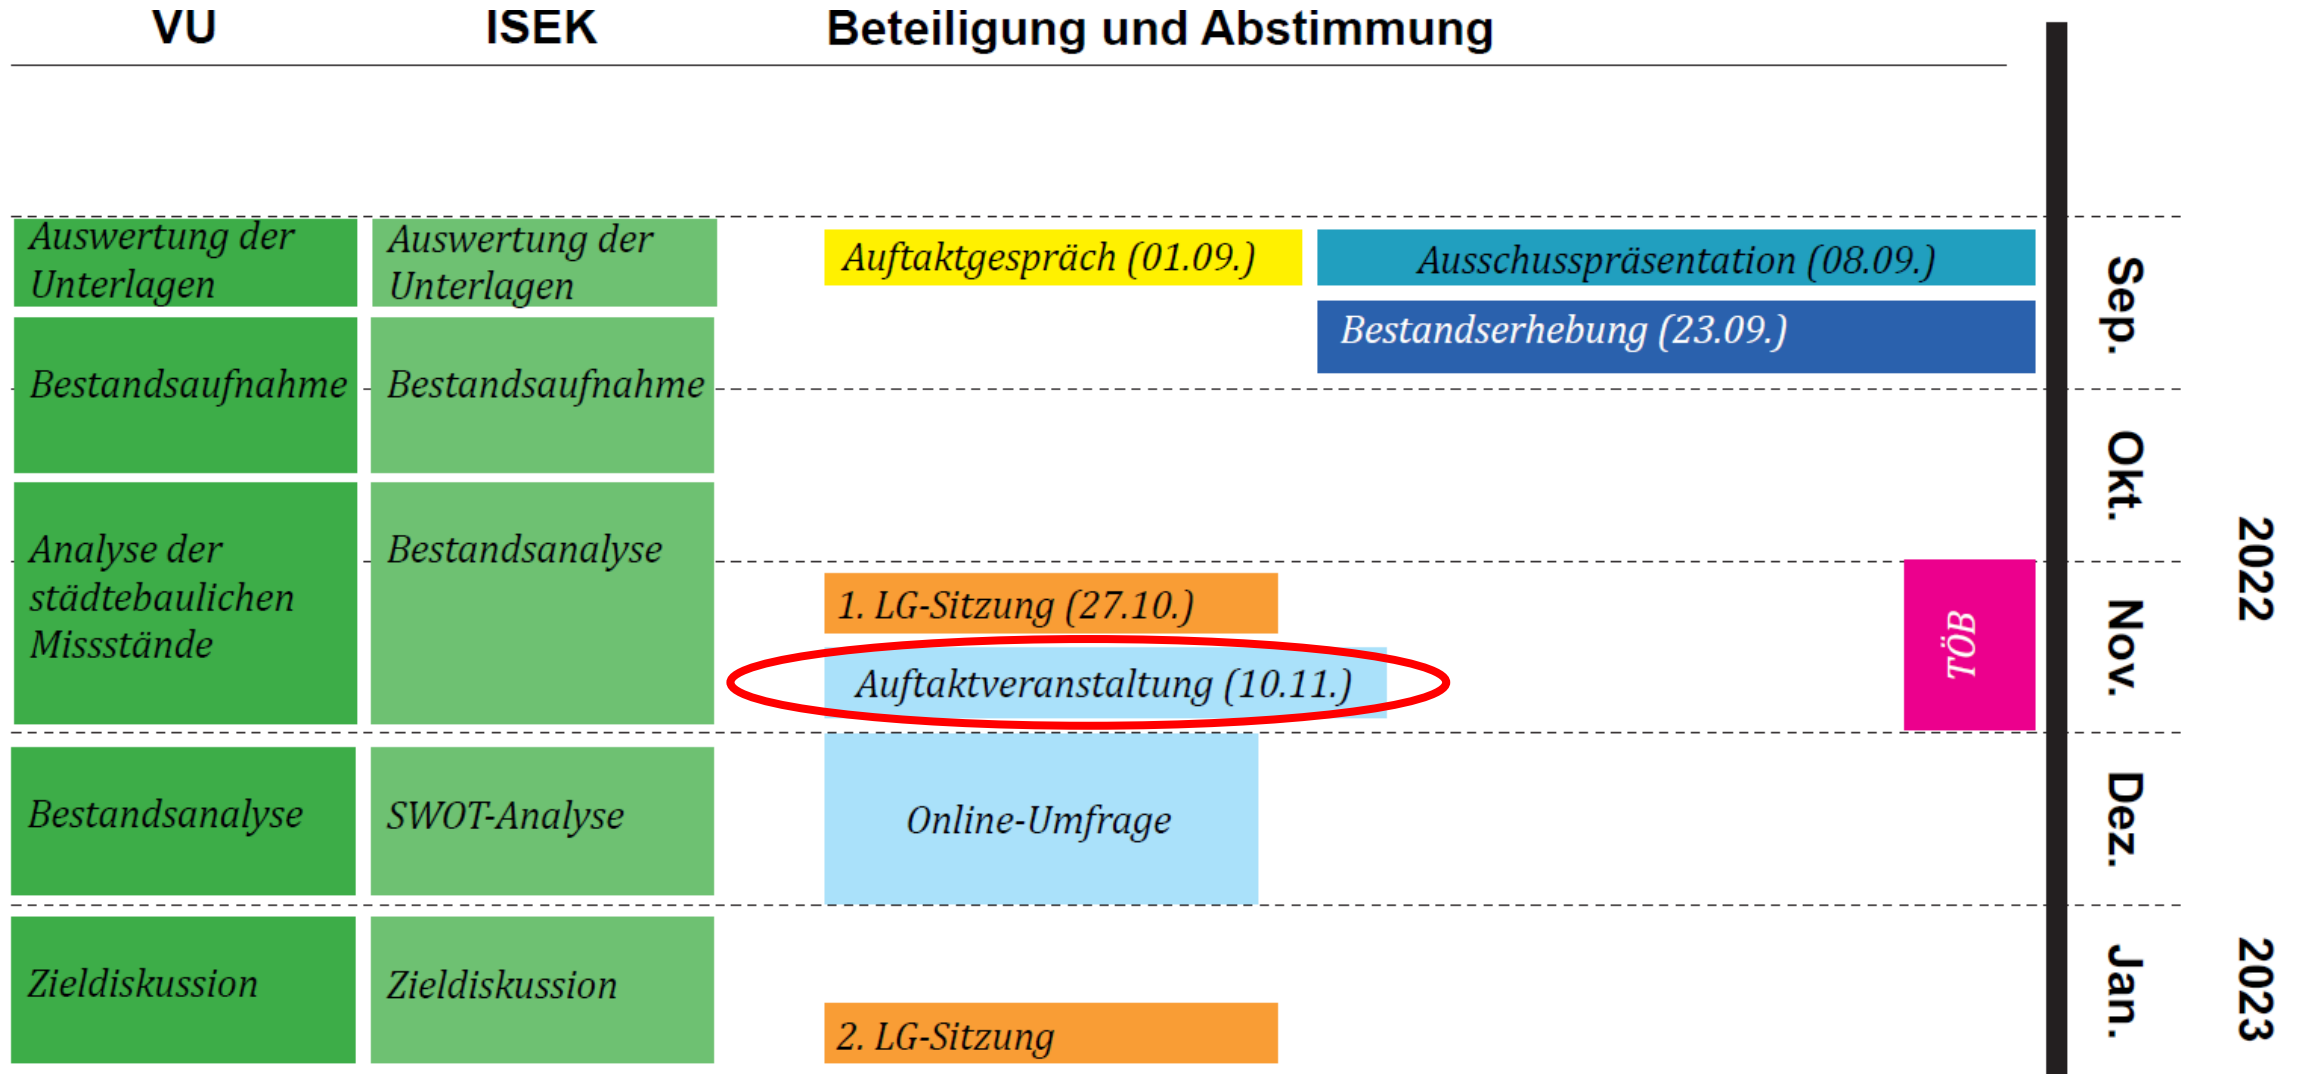 VU ISEK Beteiligung und Abstimmung
Auswertung der
Unterlagen
Auswertung der
Unterlagen
Auftaktgespräch (01.09.)
Ausschusspräsentation (08.09.)
Bestandserhebung (23.09.)
Sep.
Bestandsaufnahme
Bestandsaufnahme
Okt.
2022
Analyse der
städtebaulichen
Missstände
Bestandsanalyse
1. LG-Sitzung (27.10.)
Auftaktveranstaltung (10.11.)
TÖB
Nov.
Bestandsanalyse
SWOT-Analyse
Online-Umfrage
Dez.
Zieldiskussion
Zieldiskussion
2. LG-Sitzung
Jan.
2023